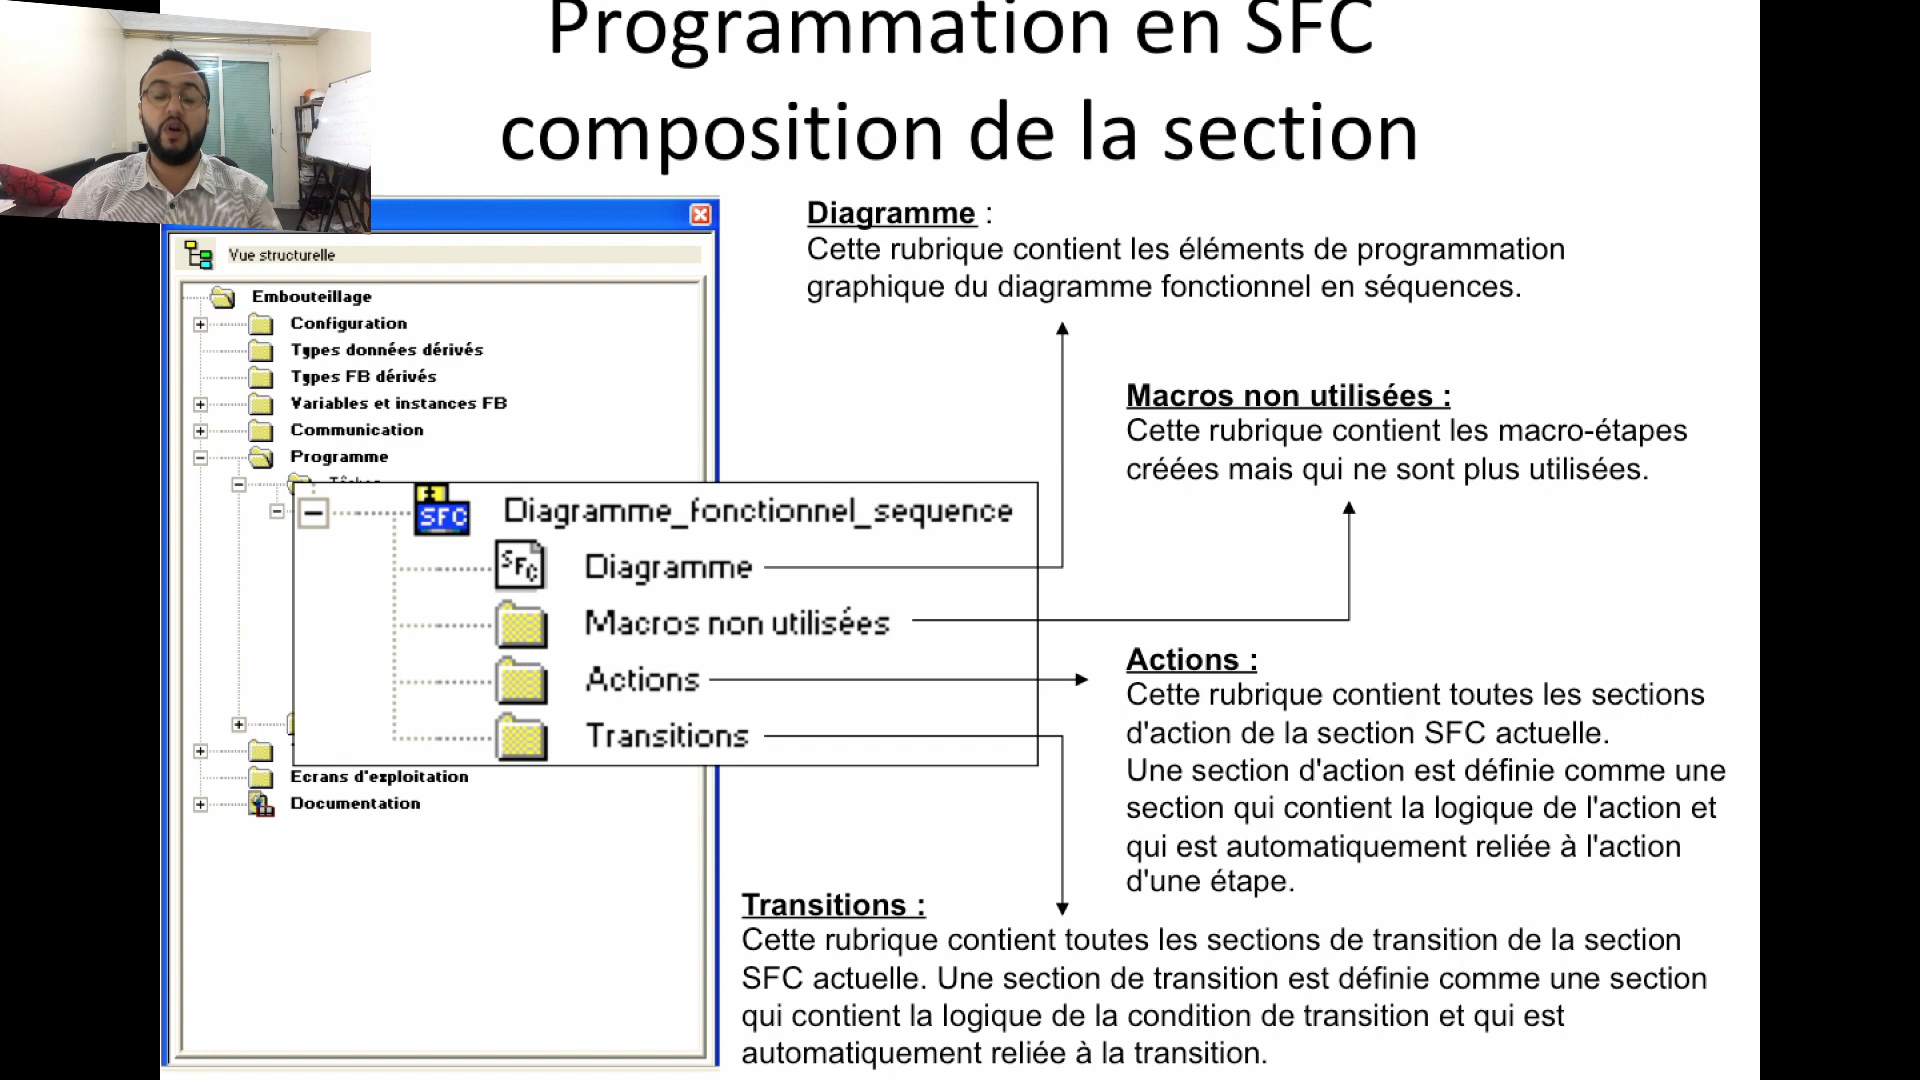 Programmation en SFC
composition de la section
Vue structurelle
Embouteillage
Configuration
Types données dérivés
Types FB dérivés
Variables et instances FB
Communication
Programme
SFC Diagramme_fonctionnel_sequence
SFC Diagramme
Macros non utilisées
Actions
Transitions
Ecrans d'exploitation
Documentation
Diagramme :
Cette rubrique contient les éléments de programmation
graphique du diagramme fonctionnel en séquences.
Macros non utilisées :
Cette rubrique contient les macro-étapes
créées mais qui ne sont plus utilisées.
Actions :
Cette rubrique contient toutes les sections
d'action de la section SFC actuelle.
Une section d'action est définie comme une
section qui contient la logique de l'action et
qui est automatiquement reliée à l'action
d'une étape.
Transitions :
Cette rubrique contient toutes les sections de transition de la section
SFC actuelle. Une section de transition est définie comme une section
qui contient la logique de la condition de transition et qui est
automatiquement reliée à la transition.